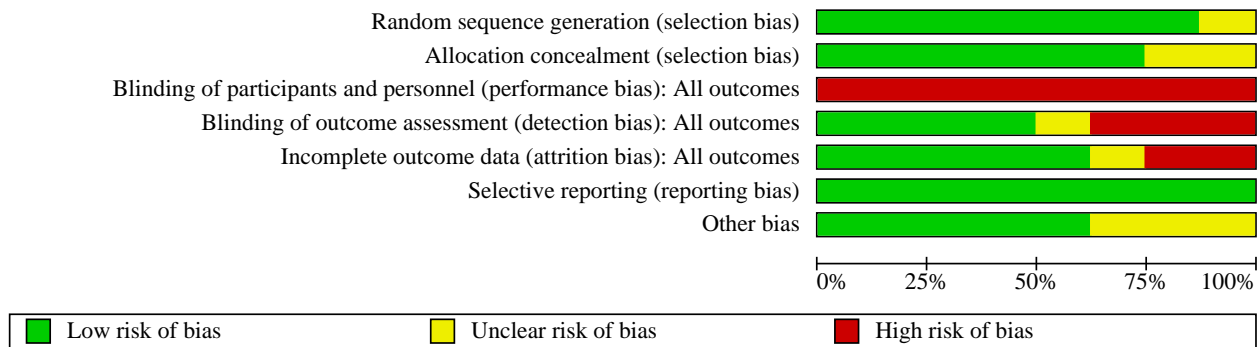 Random sequence generation (selection bias)
Allocation concealment (selection bias)
Blinding of participants and personnel (performance bias): All outcomes
Blinding of outcome assessment (detection bias): All outcomes
Incomplete outcome data (attrition bias): All outcomes
Selective reporting (reporting bias)
Other bias
0% 25% 50% 75% 100%
Low risk of bias Unclear risk of bias High risk of bias